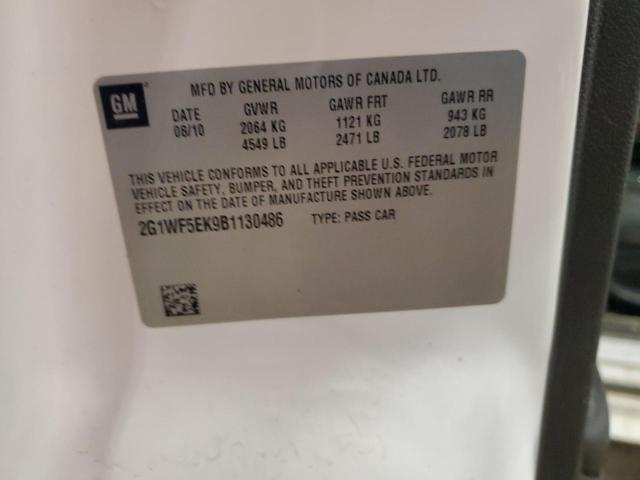 GM
MFD BY GENERAL MOTORS OF CANADA LTD.
DATE GVWR GAWR FRT GAWR RR
08/10 2064 KG 1121 KG 943 KG
4549 LB 2471 LB 2078 LB
THIS VEHICLE CONFORMS TO ALL APPLICABLE U.S. FEDERAL MOTOR
VEHICLE SAFETY, BUMPER, AND THEFT PREVENTION STANDARDS IN
EFFECT ON THE DATE OF MANUFACTURE SHOWN ABOVE.
2G1WF5EK9B1130486 TYPE: PASS CAR